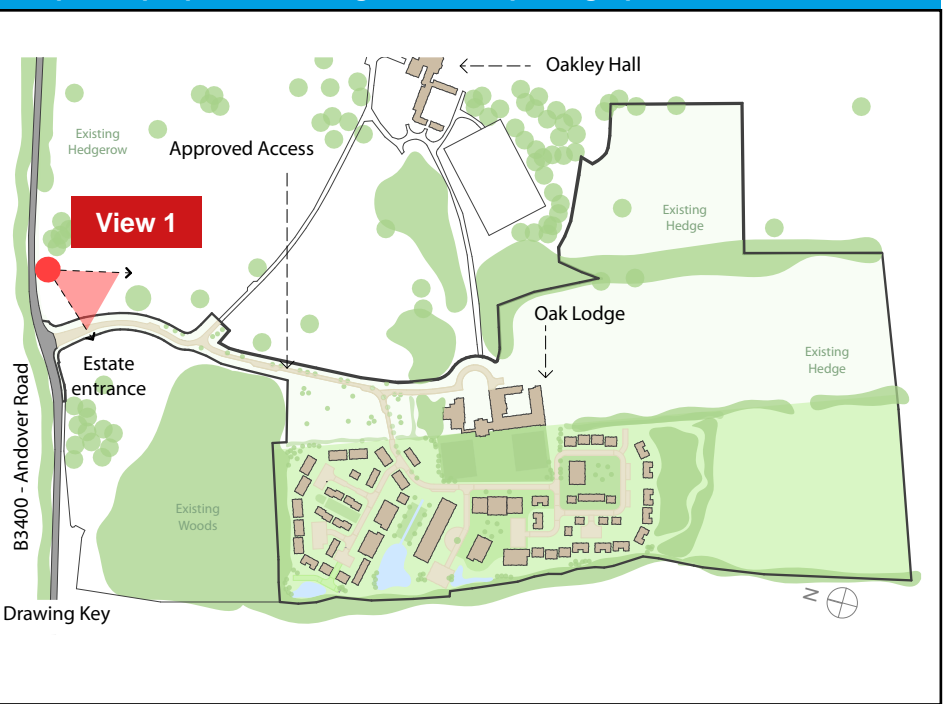 Oakley Hall
Existing
Hedgerow
Approved Access
View 1
Existing
Hedge
Oak Lodge
Estate
entrance
Existing
Hedge
B3400 - Andover Road
Existing
Woods
N
Drawing Key